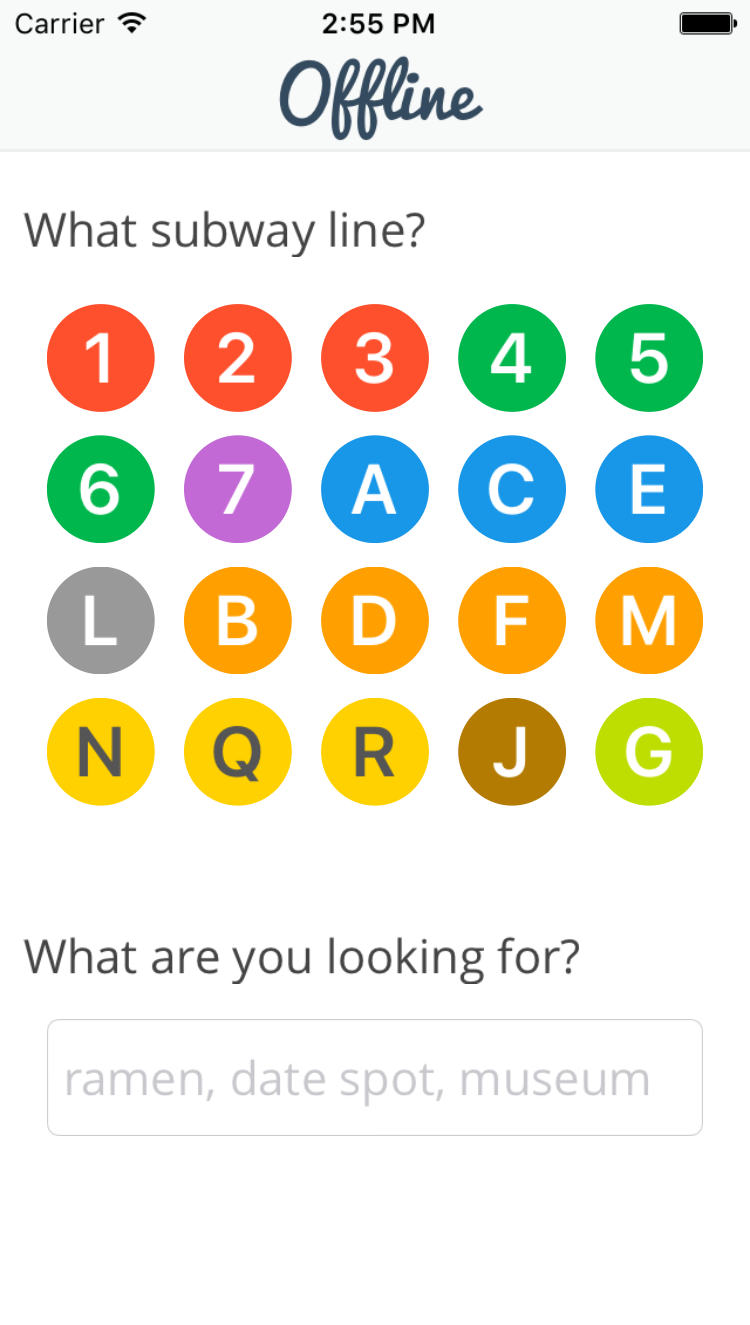 Carrier 2:55 PM
Offline
What subway line?
1 2 3 4 5
6 7 A C E
L B D F M
N Q R J G
What are you looking for?
ramen, date spot, museum